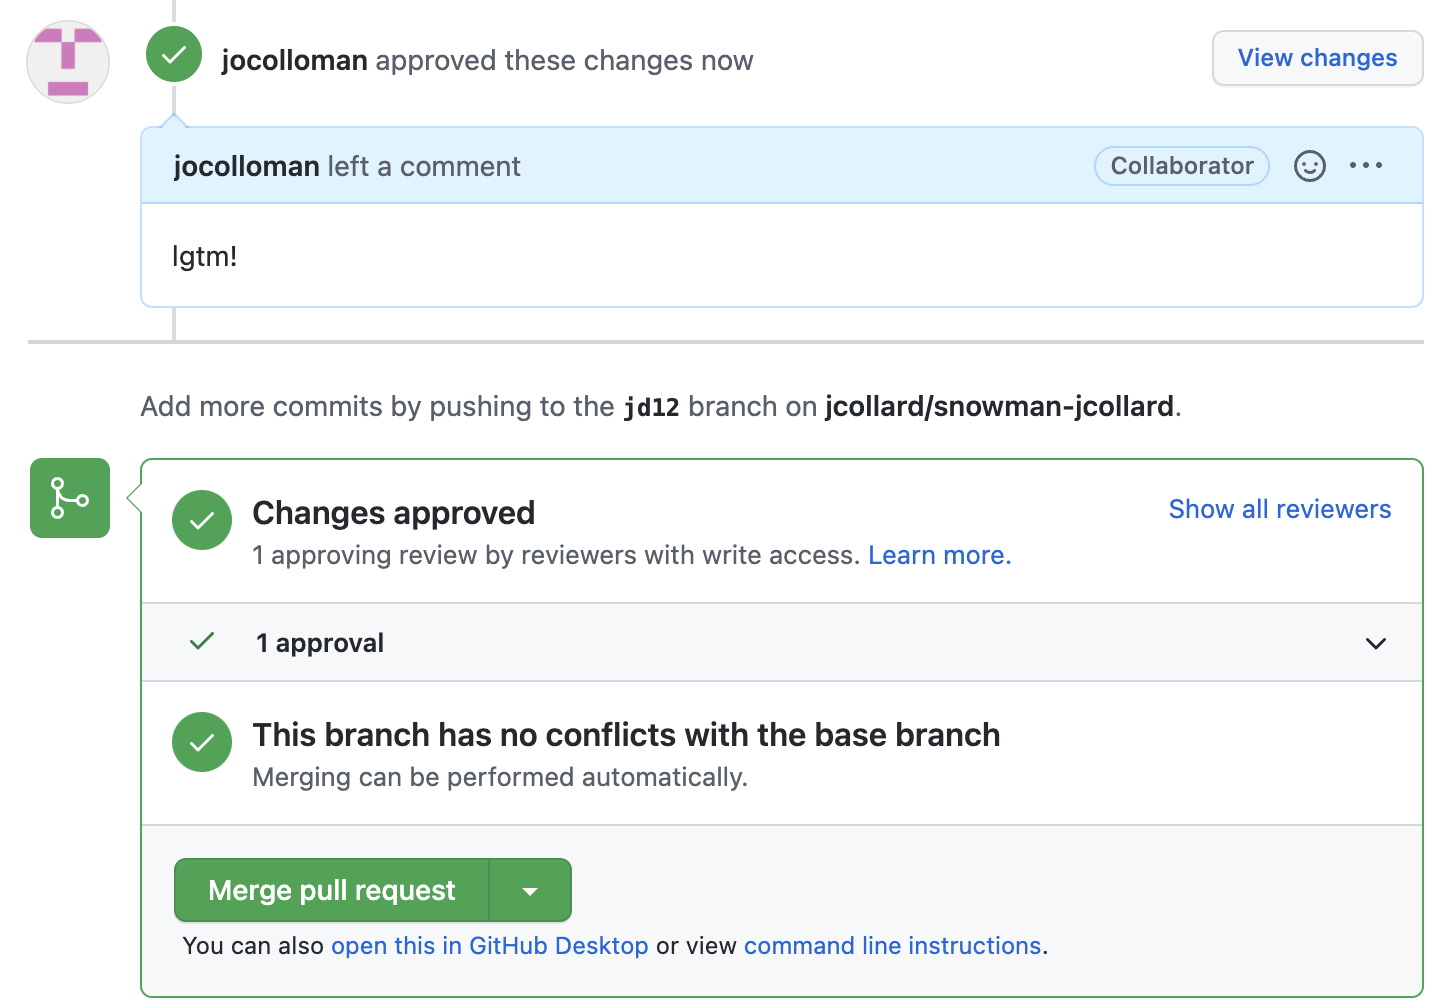 jocolloman approved these changes now
View changes
jocolloman left a comment
Collaborator
lgtm!
Add more commits by pushing to the jd12 branch on jcollard/snowman-jcollard.
Changes approved
Show all reviewers
1 approving review by reviewers with write access. Learn more.
1 approval
This branch has no conflicts with the base branch
Merging can be performed automatically.
Merge pull request
You can also open this in GitHub Desktop or view command line instructions.